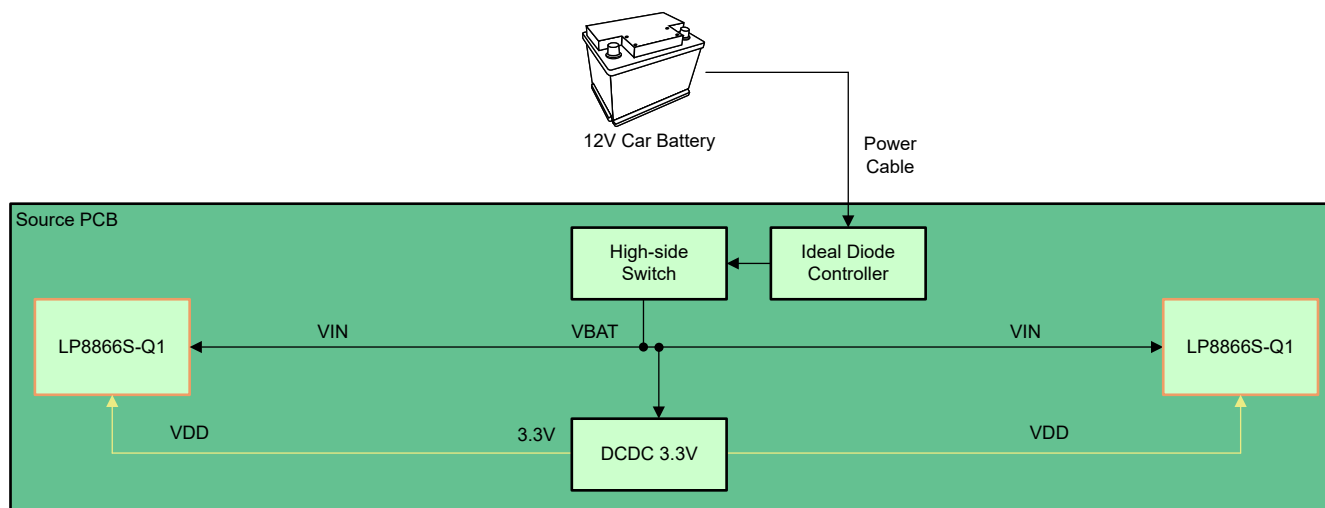 12V Car Battery
Power
Cable
Source PCB
High-side
Switch
Ideal Diode
Controller
LP8866S-Q1
VIN
VBAT
VIN
LP8866S-Q1
VDD
3.3V
DCDC 3.3V
VDD